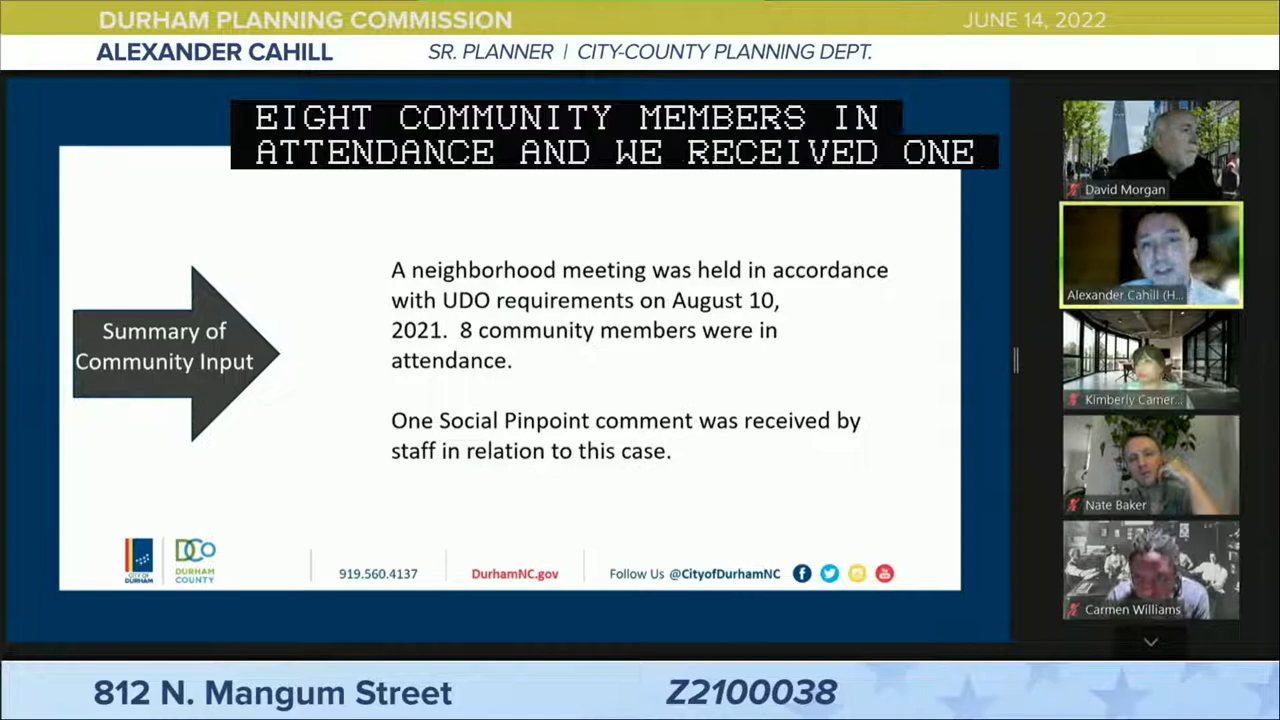 DURHAM PLANNING COMMISSION
JUNE 14, 2022
ALEXANDER CAHILL
SR. PLANNER | CITY-COUNTY PLANNING DEPT.
EIGHT COMMUNITY MEMBERS IN
ATTENDANCE AND WE RECEIVED ONE
Summary of
Community Input
A neighborhood meeting was held in accordance
with UDO requirements on August 10,
2021. 8 community members were in
attendance.
One Social Pinpoint comment was received by
staff in relation to this case.
CITY OF
DURHAM
DCO
DURHAM
COUNTY
919.560.4137
DurhamNC.gov
Follow Us @CityofDurhamNC
David Morgan
Alexander Cahill (H...
Kimberly Camer...
Nate Baker
Carmen Williams
812 N. Mangum Street
Z2100038